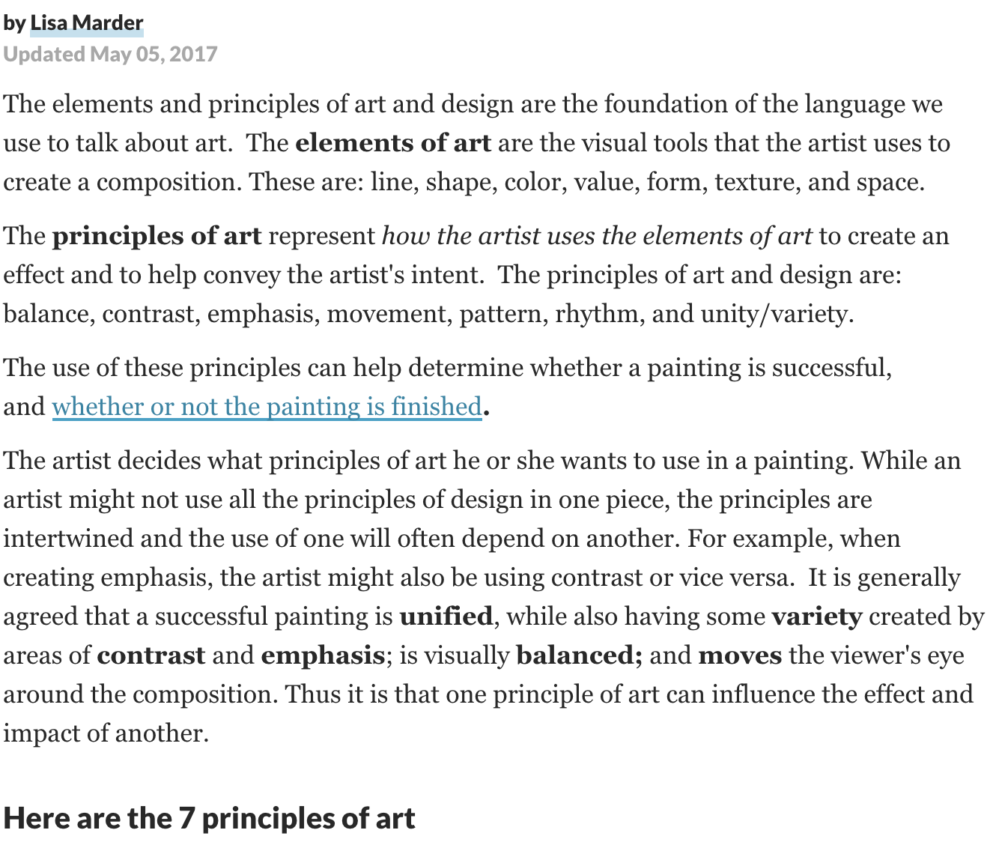 by Lisa Marder
Updated May 05, 2017
The elements and principles of art and design are the foundation of the language we
use to talk about art.  The elements of art are the visual tools that the artist uses to
create a composition. These are: line, shape, color, value, form, texture, and space.
The principles of art represent how the artist uses the elements of art to create an
effect and to help convey the artist's intent.  The principles of art and design are:
balance, contrast, emphasis, movement, pattern, rhythm, and unity/variety.
The use of these principles can help determine whether a painting is successful,
and whether or not the painting is finished.
The artist decides what principles of art he or she wants to use in a painting. While an
artist might not use all the principles of design in one piece, the principles are
intertwined and the use of one will often depend on another. For example, when
creating emphasis, the artist might also be using contrast or vice versa.  It is generally
agreed that a successful painting is unified, while also having some variety created by
areas of contrast and emphasis; is visually balanced; and moves the viewer's eye
around the composition. Thus it is that one principle of art can influence the effect and
impact of another.
Here are the 7 principles of art